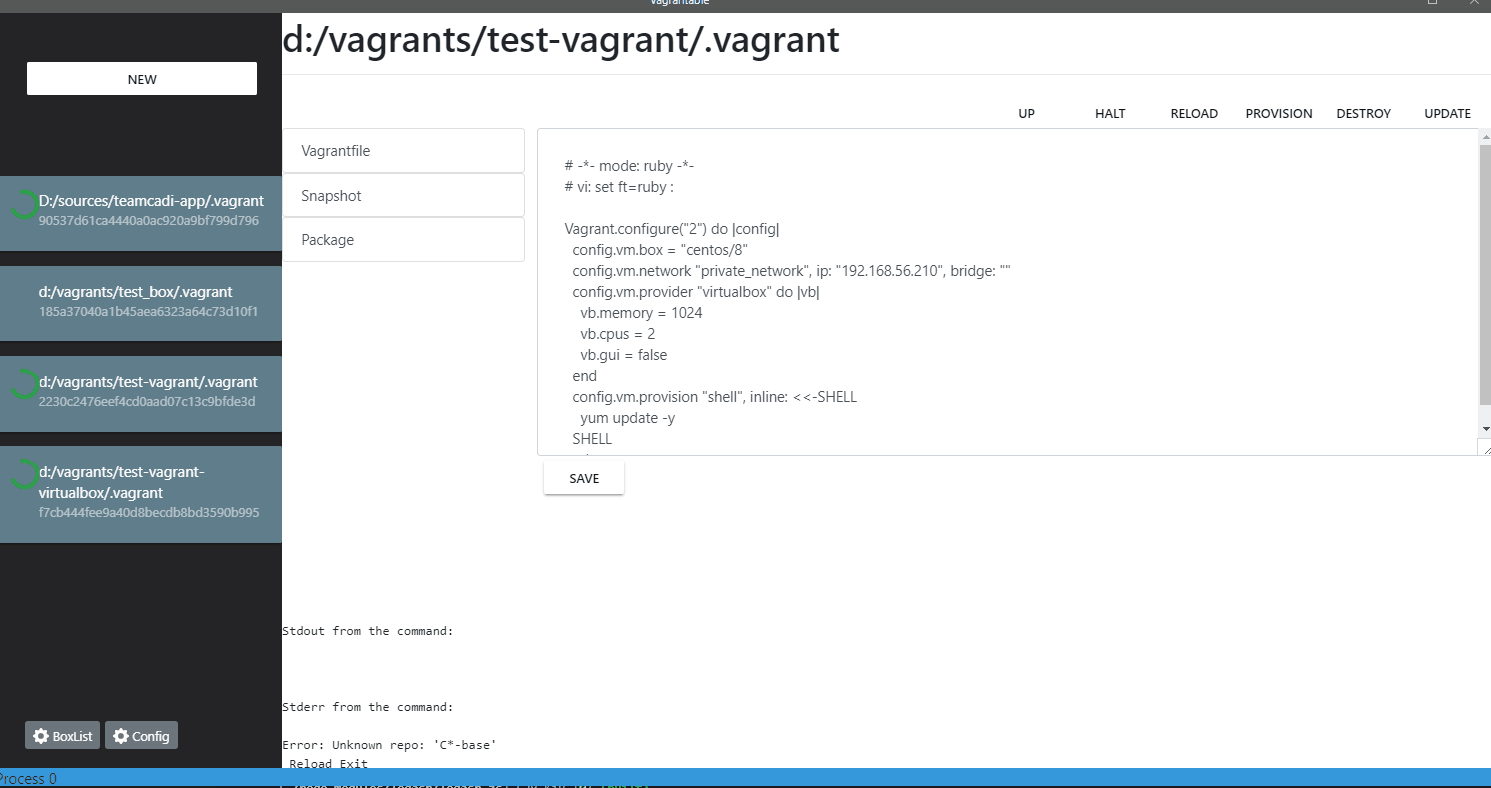 Vagrantable
d:/vagrants/test-vagrant/.vagrant
NEW
UP HALT RELOAD PROVISION DESTROY UPDATE
D:/sources/teamcadi-app/.vagrant
90537d61ca4440a0ac920a9bf799d796
d:/vagrants/test_box/.vagrant
185a37040a1b45aea6323a64c73d10f1
d:/vagrants/test-vagrant/.vagrant
2230c2476eef4cd0aad07c13c9bfde3d
d:/vagrants/test-vagrant-
virtualbox/.vagrant
f7cb444fee9a40d8becdb8bd3590b995
BoxList Config
Vagrantfile
Snapshot
Package
# -*- mode: ruby -*-
# vi: set ft=ruby :
Vagrant.configure("2") do |config|
config.vm.box = "centos/8"
config.vm.network "private_network", ip: "192.168.56.210", bridge: ""
config.vm.provider "virtualbox" do |vb|
vb.memory = 1024
vb.cpus = 2
vb.gui = false
end
config.vm.provision "shell", inline: <<-SHELL
yum update -y
SHELL
SAVE
Stdout from the command:
Stderr from the command:
Error: Unknown repo: 'C*-base'
Reload Exit
Process 0